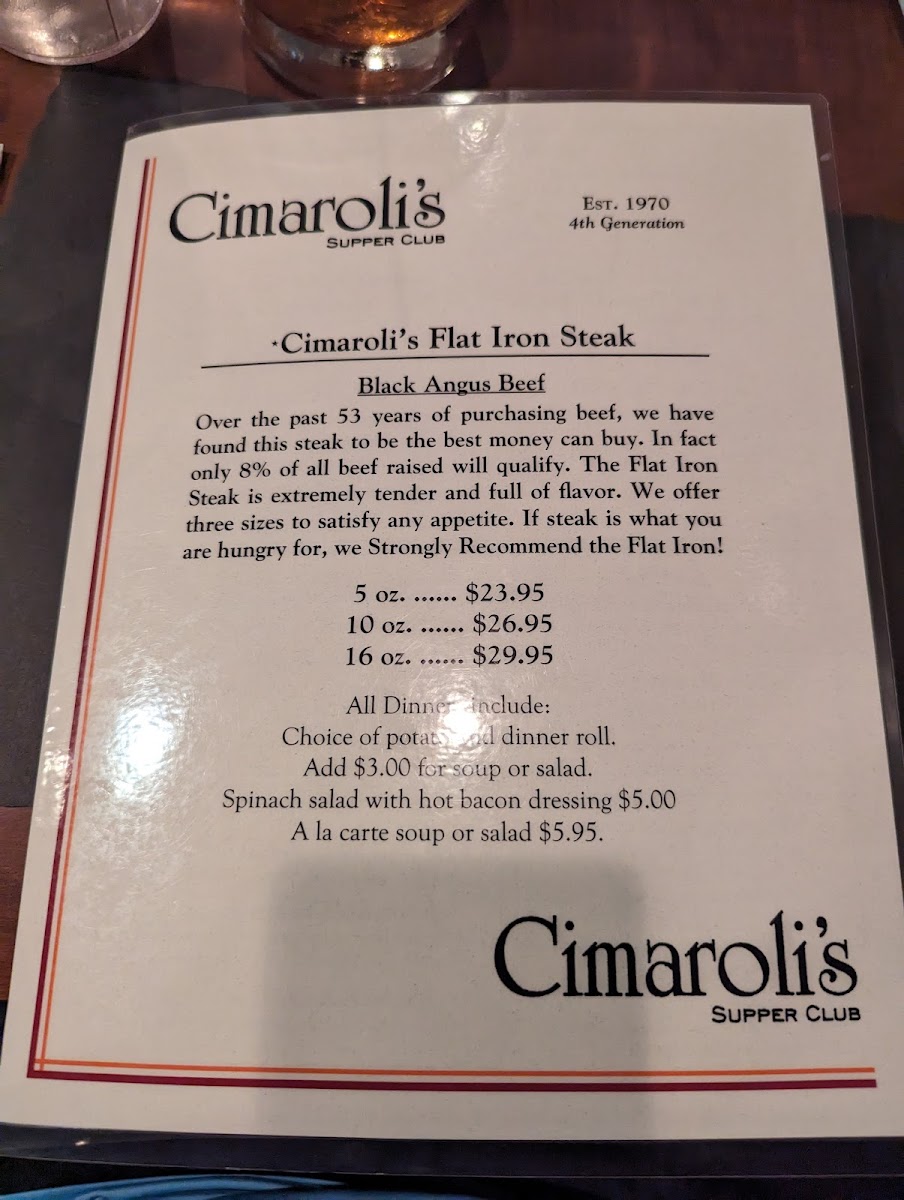 Cimaroli's
SUPPER CLUB
EST. 1970
4th Generation
*Cimaroli's Flat Iron Steak
Black Angus Beef
Over the past 53 years of purchasing beef, we have
found this steak to be the best money can buy. In fact
only 8% of all beef raised will qualify. The Flat Iron
Steak is extremely tender and full of flavor. We offer
three sizes to satisfy any appetite. If steak is what you
are hungry for, we Strongly Recommend the Flat Iron!
5 oz. ...... $23.95
10 oz. ...... $26.95
16 oz. ...... $29.95
All Dinner include:
Choice of potato and dinner roll.
Add $3.00 for soup or salad.
Spinach salad with hot bacon dressing $5.00
A la carte soup or salad $5.95.
Cimaroli's
SUPPER CLUB